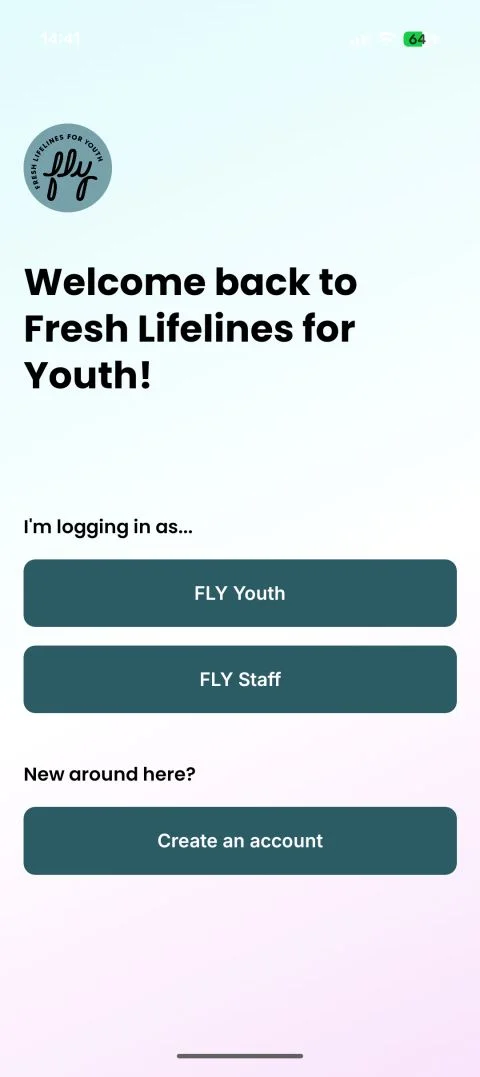 14:41
64
FRESH LIFELINES FOR YOUTH
fly
Welcome back to
Fresh Lifelines for
Youth!
I'm logging in as...
FLY Youth
FLY Staff
New around here?
Create an account